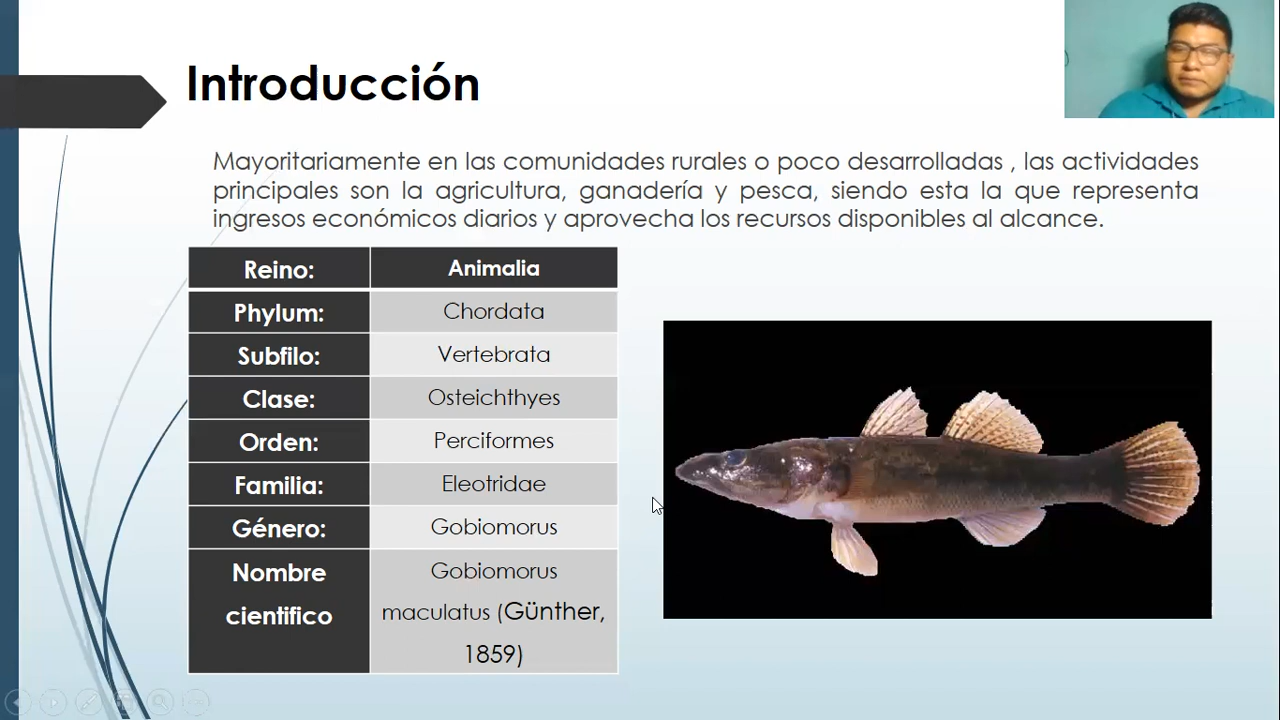 Introducción
Mayoritariamente en las comunidades rurales o poco desarrolladas , las actividades
principales son la agricultura, ganadería y pesca, siendo esta la que representa
ingresos económicos diarios y aprovecha los recursos disponibles al alcance.
Reino: Animalia
Phylum: Chordata
Subfilo: Vertebrata
Clase: Osteichthyes
Orden: Perciformes
Familia: Eleotridae
Género: Gobiomorus
Nombre Gobiomorus
cientifico maculatus (Günther,
1859)